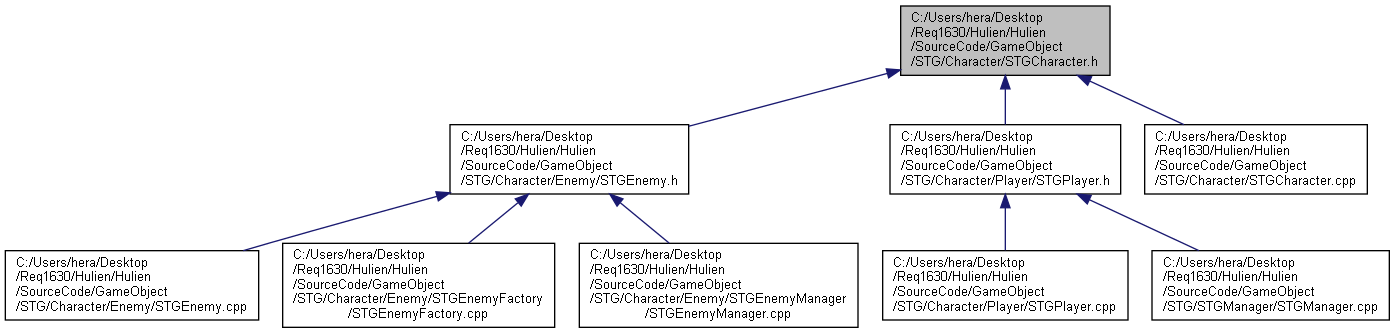 C:/Users/hera/Desktop
/Req1630/Hulien/Hulien
/SourceCode/GameObject
/STG/Character/STGCharacter.h
C:/Users/hera/Desktop
/Req1630/Hulien/Hulien
/SourceCode/GameObject
/STG/Character/Enemy/STGEnemy.h
C:/Users/hera/Desktop
/Req1630/Hulien/Hulien
/SourceCode/GameObject
/STG/Character/Player/STGPlayer.h
C:/Users/hera/Desktop
/Req1630/Hulien/Hulien
/SourceCode/GameObject
/STG/Character/STGCharacter.cpp
C:/Users/hera/Desktop
/Req1630/Hulien/Hulien
/SourceCode/GameObject
/STG/Character/Enemy/STGEnemy.cpp
C:/Users/hera/Desktop
/Req1630/Hulien/Hulien
/SourceCode/GameObject
/STG/Character/Enemy/STGEnemyFactory
/STGEnemyFactory.cpp
C:/Users/hera/Desktop
/Req1630/Hulien/Hulien
/SourceCode/GameObject
/STG/Character/Enemy/STGEnemyManager
/STGEnemyManager.cpp
C:/Users/hera/Desktop
/Req1630/Hulien/Hulien
/SourceCode/GameObject
/STG/Character/Player/STGPlayer.cpp
C:/Users/hera/Desktop
/Req1630/Hulien/Hulien
/SourceCode/GameObject
/STG/STGManager/STGManager.cpp